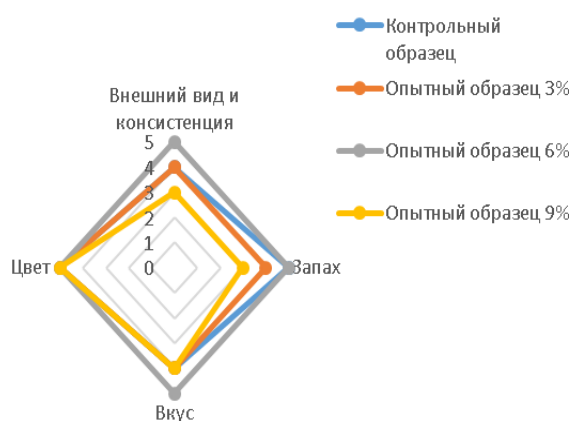 Контрольный
образец
Опытный образец 3%
Опытный образец 6%
Опытный образец 9%
Внешний вид и
консистенция
5
4
3
2
1
0
Цвет
Запах
Вкус